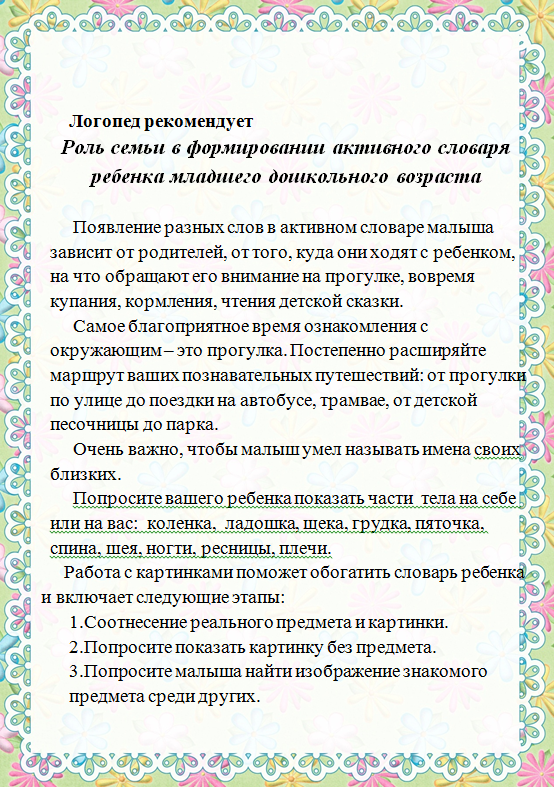 Логопед рекомендует
Роль семьи в формировании активного словаря
ребенка младшего дошкольного возраста
Появление разных слов в активном словаре малыша
зависит от родителей, от того, куда они ходят с ребенком,
на что обращают его внимание на прогулке, вовремя
купания, кормления, чтения детской сказки.
Самое благоприятное время ознакомления с
окружающим – это прогулка. Постепенно расширяйте
маршрут ваших познавательных путешествий: от прогулки
по улице до поездки на автобусе, трамвае, от детской
песочницы до парка.
Очень важно, чтобы малыш умел называть имена своих
близких.
Попросите вашего ребенка показать части тела на себе
или на вас: коленка, ладошка, щека, грудка, пяточка,
спина, шея, ногти, ресницы, плечи.
Работа с картинками поможет обогатить словарь ребенка
и включает следующие этапы:
1.Соотнесение реального предмета и картинки.
2.Попросите показать картинку без предмета.
3.Попросите малыша найти изображение знакомого
предмета среди других.